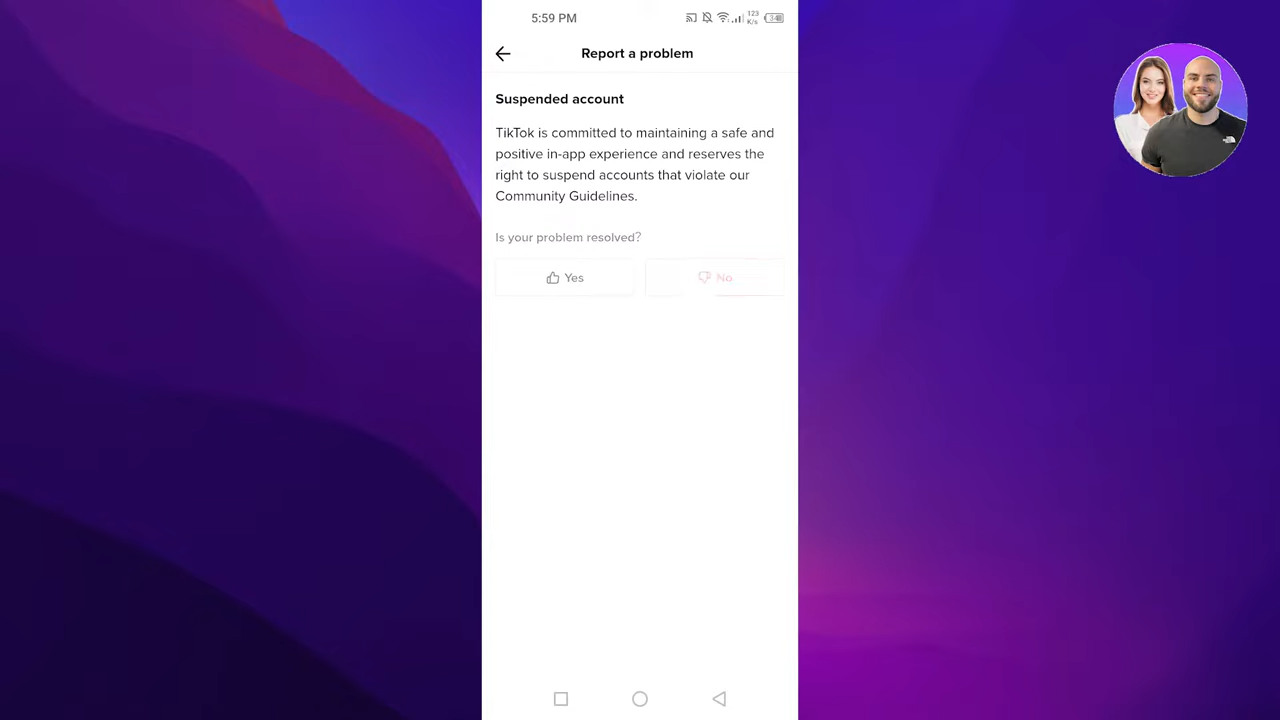 5:59 PM
123
K/s
Report a problem
Suspended account
TikTok is committed to maintaining a safe and
positive in-app experience and reserves the
right to suspend accounts that violate our
Community Guidelines.
Is your problem resolved?
Yes
No